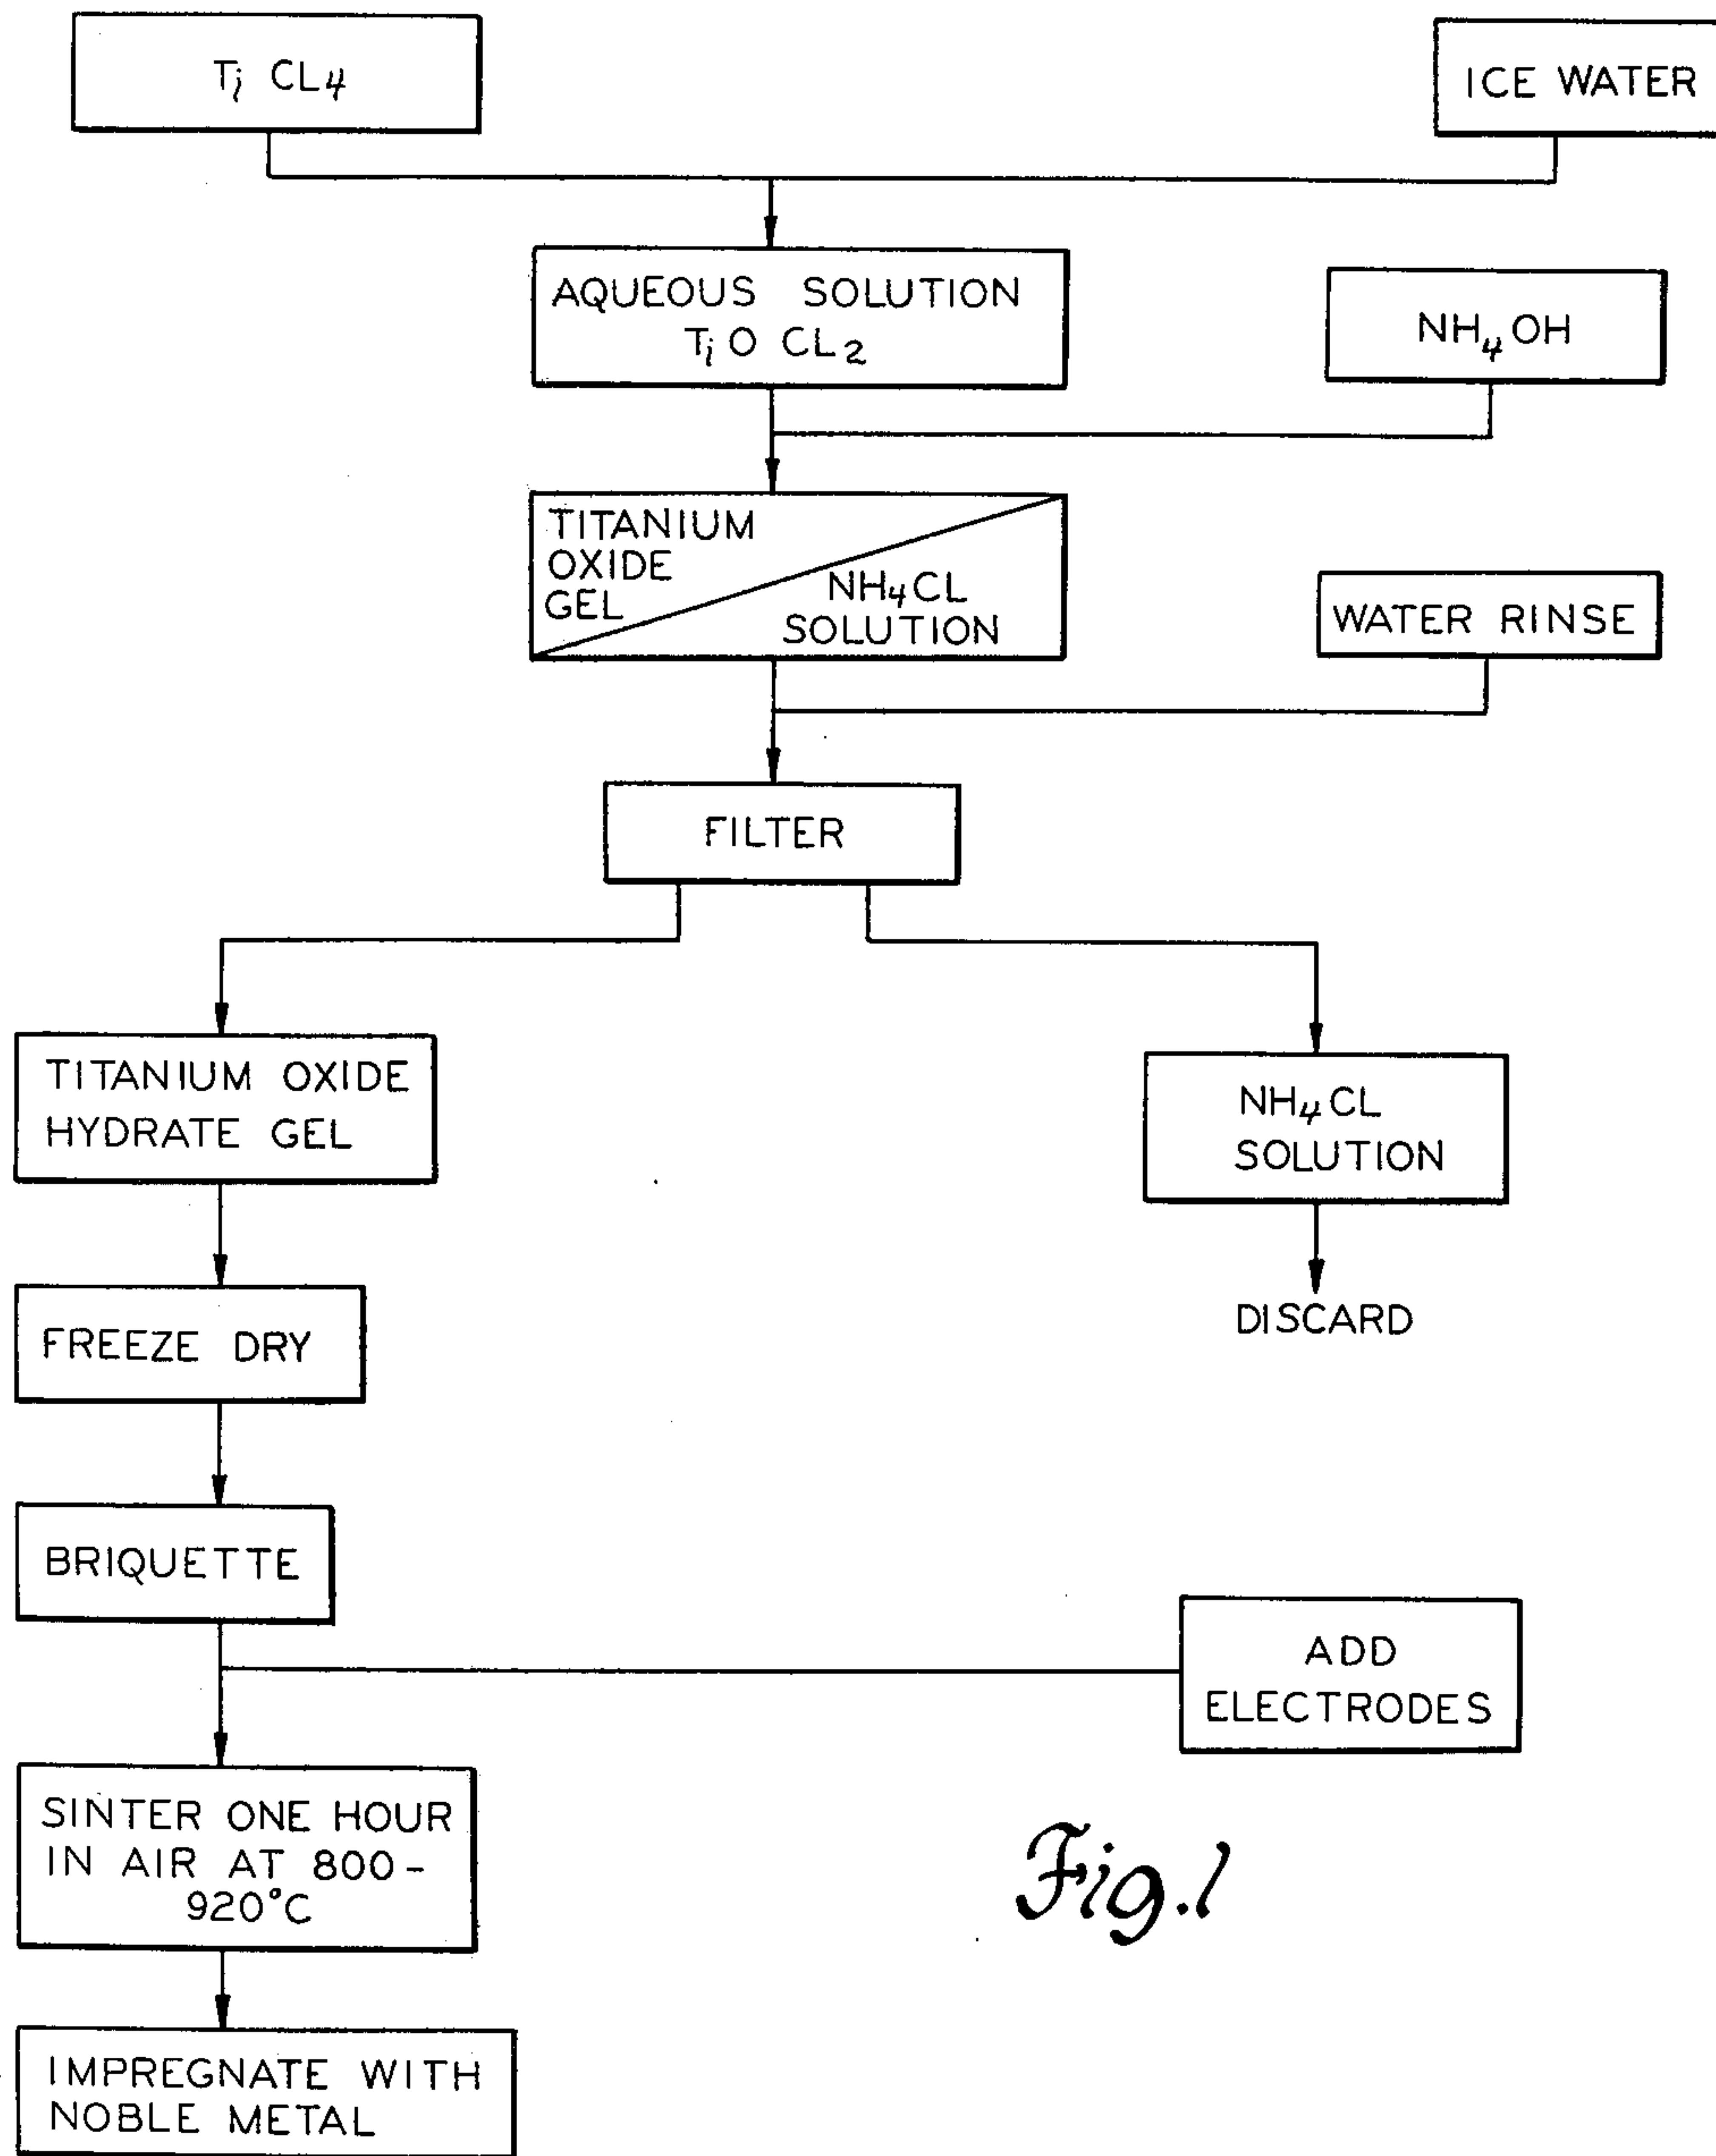 Ti CL4
ICE WATER
AQUEOUS SOLUTION
Ti O CL2
NH4OH
TITANIUM
OXIDE
GEL
NH4CL
SOLUTION
WATER RINSE
FILTER
TITANIUM OXIDE
HYDRATE GEL
NH4CL
SOLUTION
FREEZE DRY
DISCARD
BRIQUETTE
ADD
ELECTRODES
SINTER ONE HOUR
IN AIR AT 800-
920°C
Fig.1
IMPREGNATE WITH
NOBLE METAL